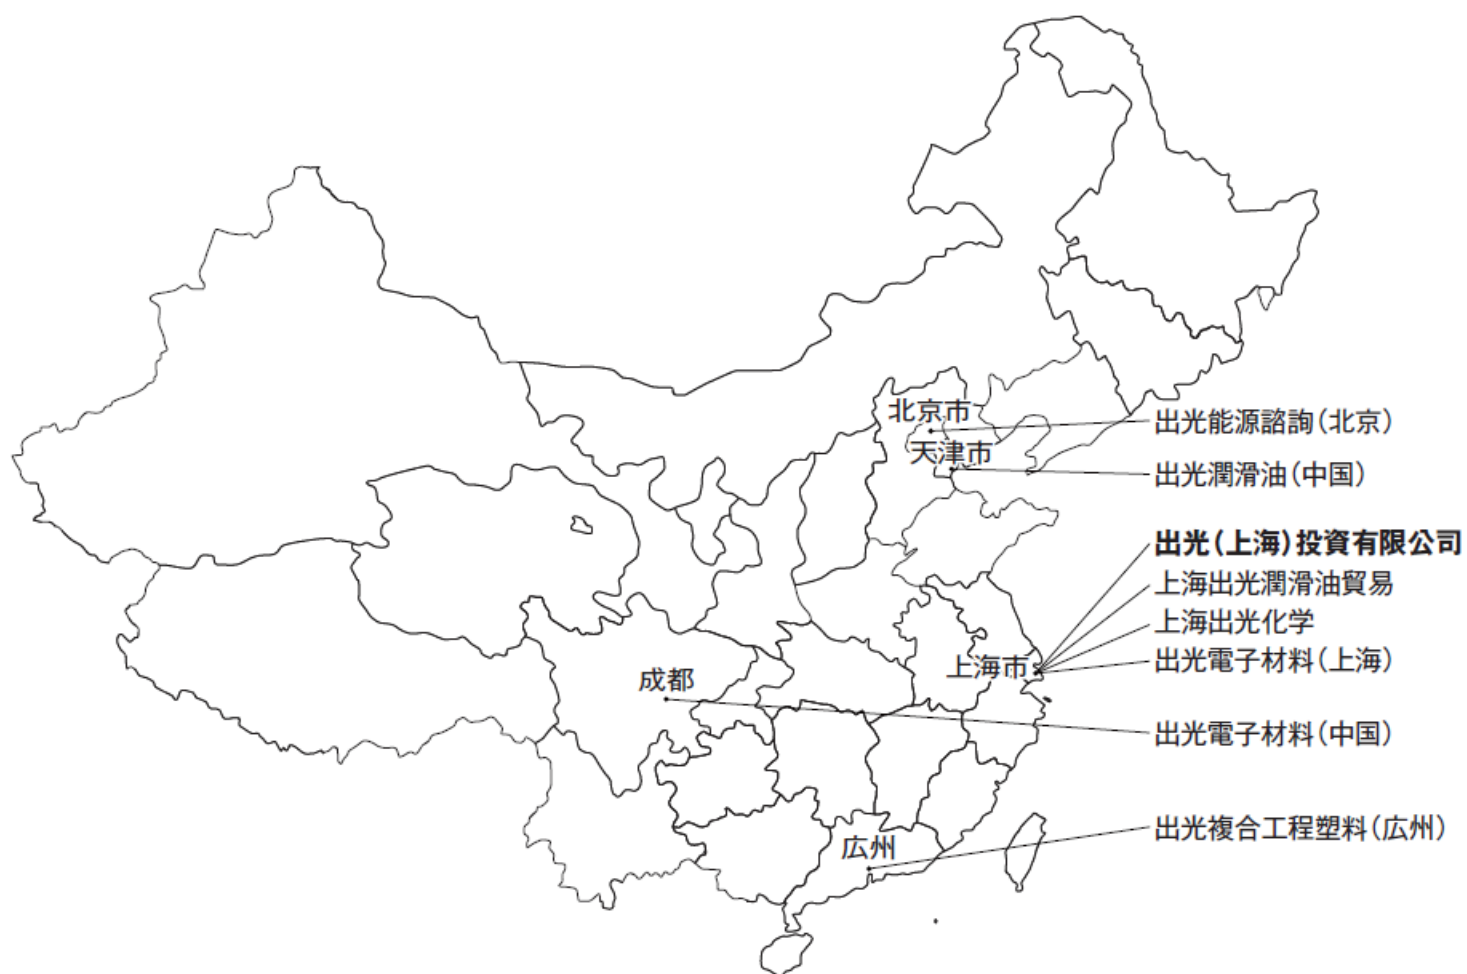 北京市
出光能源諮詢(北京)
天津市
出光潤滑油(中国)
出光(上海)投資有限公司
上海出光潤滑油貿易
上海出光化学
上海市
出光電子材料(上海)
成都
出光電子材料(中国)
広州
出光複合工程塑料(広州)